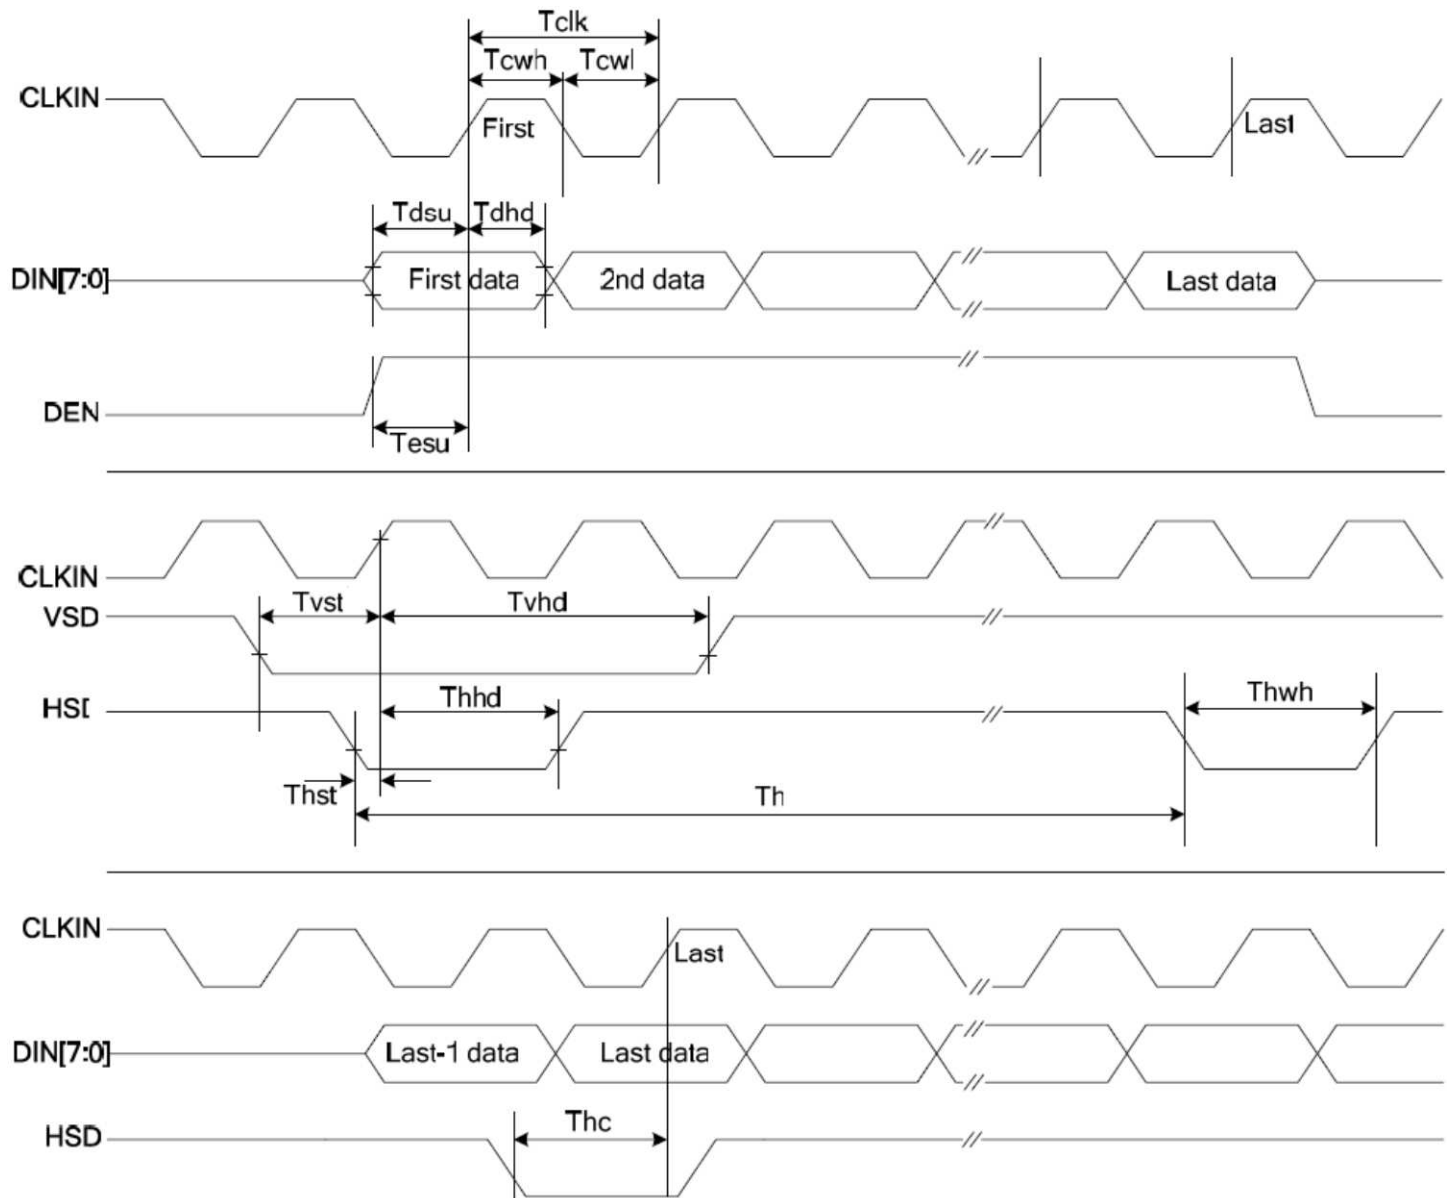 Tclk
Tcwh Tcwl
CLKIN
First
Last
Tdsu Tdhd
DIN[7:0]
First data
2nd data
Last data
DEN
Tesu
CLKIN
Tvst
Tvhd
VSD
Thhd
Thwh
HSI
Thst
Th
CLKIN
Last
DIN[7:0]
Last-1 data
Last data
Thc
HSD